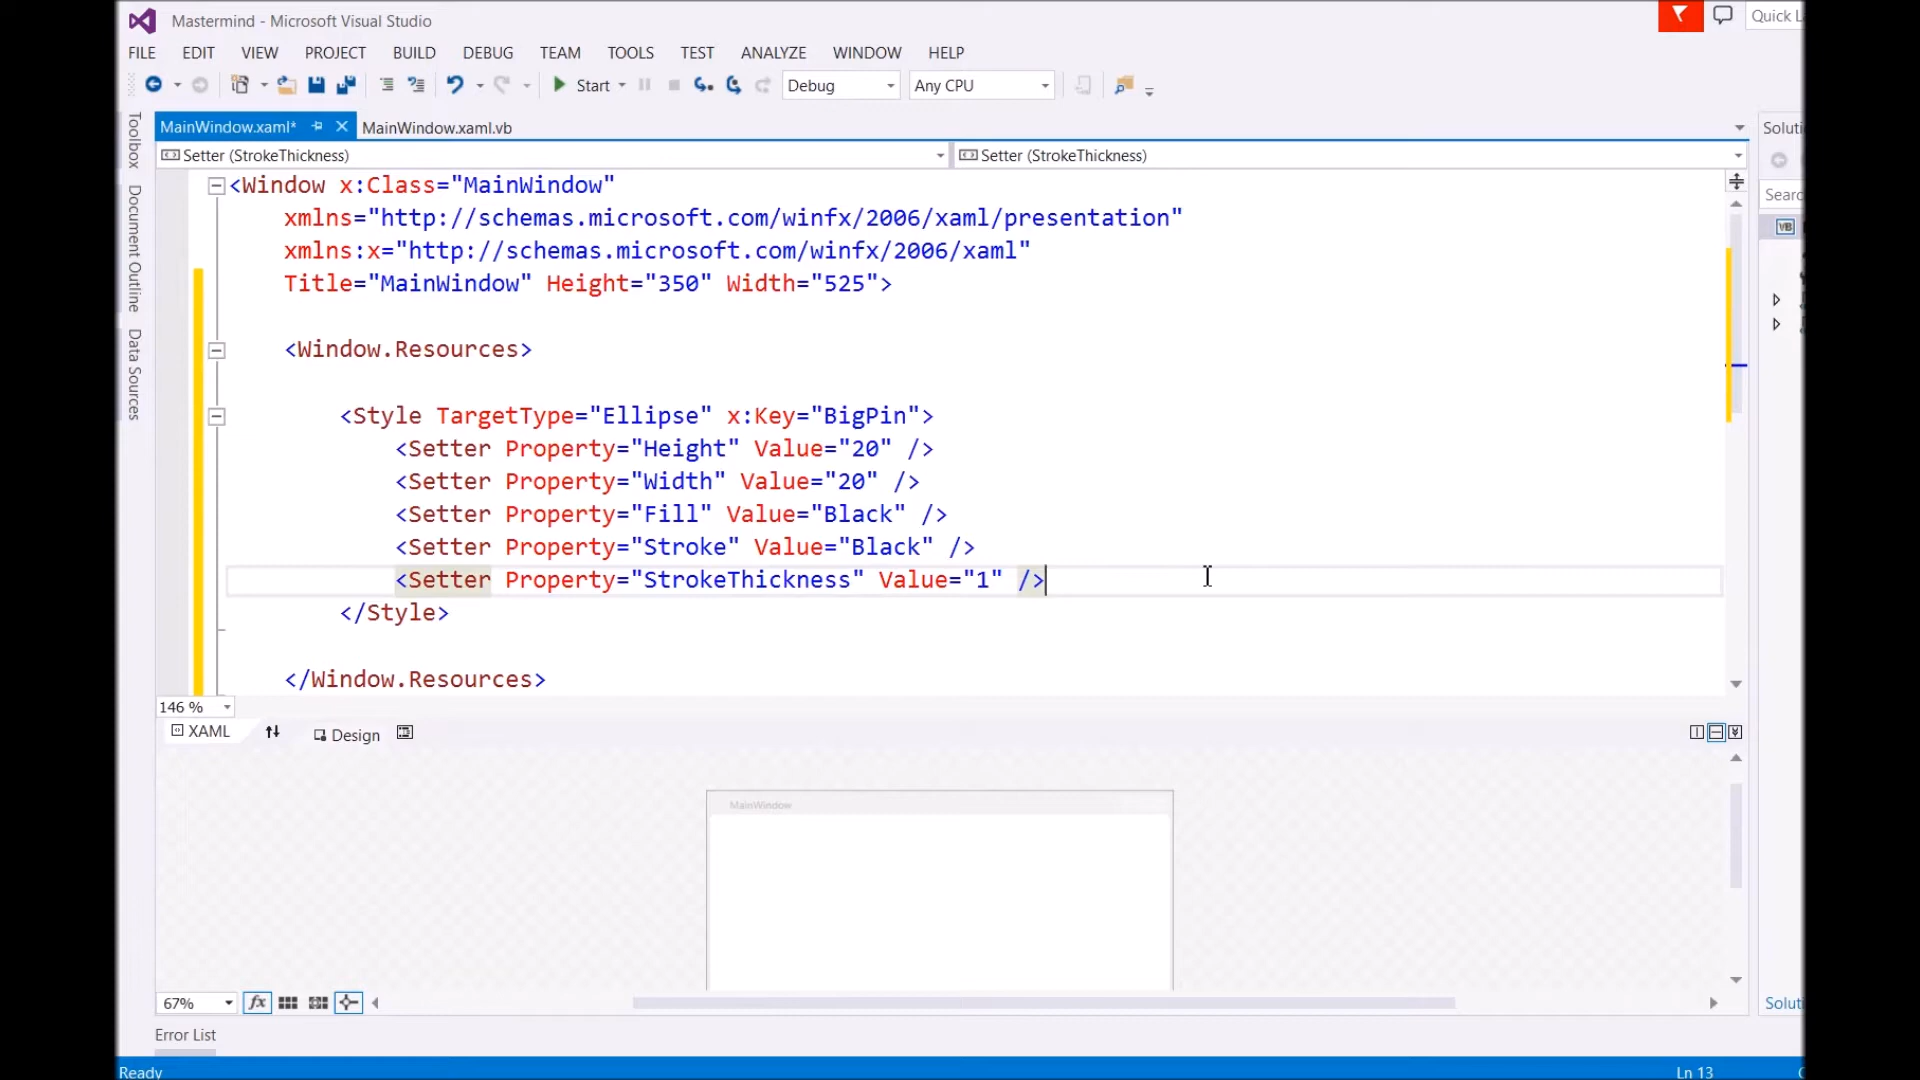 Mastermind - Microsoft Visual Studio
Quick L
FILE EDIT VIEW PROJECT BUILD DEBUG TEAM TOOLS TEST ANALYZE WINDOW HELP
Start Debug Any CPU
Toolbox
Document Outline
Data Sources
MainWindow.xaml* MainWindow.xaml.vb
Soluti
Setter (StrokeThickness) Setter (StrokeThickness)
Searc
VB
<Window x:Class="MainWindow"
xmlns="http://schemas.microsoft.com/winfx/2006/xaml/presentation"
xmlns:x="http://schemas.microsoft.com/winfx/2006/xaml"
Title="MainWindow" Height="350" Width="525">
<Window.Resources>
<Style TargetType="Ellipse" x:Key="BigPin">
<Setter Property="Height" Value="20" />
<Setter Property="Width" Value="20" />
<Setter Property="Fill" Value="Black" />
<Setter Property="Stroke" Value="Black" />
<Setter Property="StrokeThickness" Value="1" />
</Style>
</Window.Resources>
146 %
XAML Design
MainWindow
67% fx
Soluti
Error List
Ready Ln 13